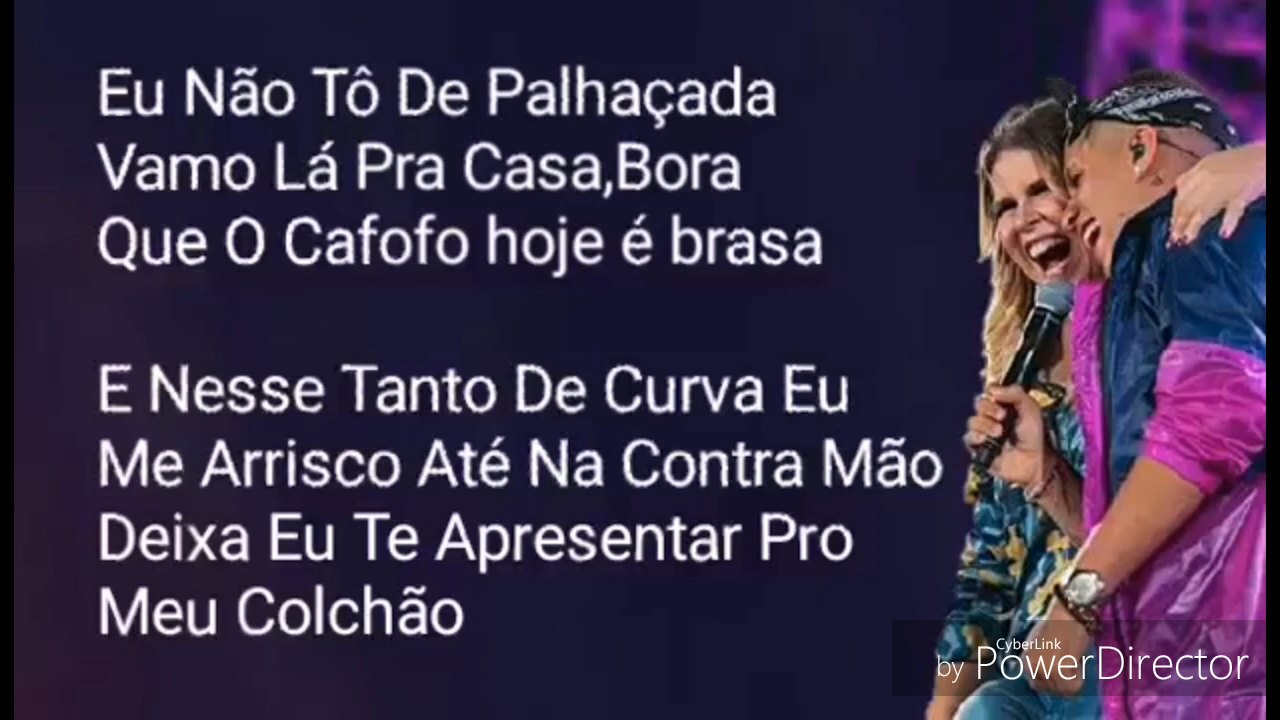 Eu Não Tô De Palhaçada
Vamo Lá Pra Casa,Bora
Que O Cafofo hoje é brasa
E Nesse Tanto De Curva Eu
Me Arrisco Até Na Contra Mão
Deixa Eu Te Apresentar Pro
Meu Colchão
CyberLink
by PowerDirector